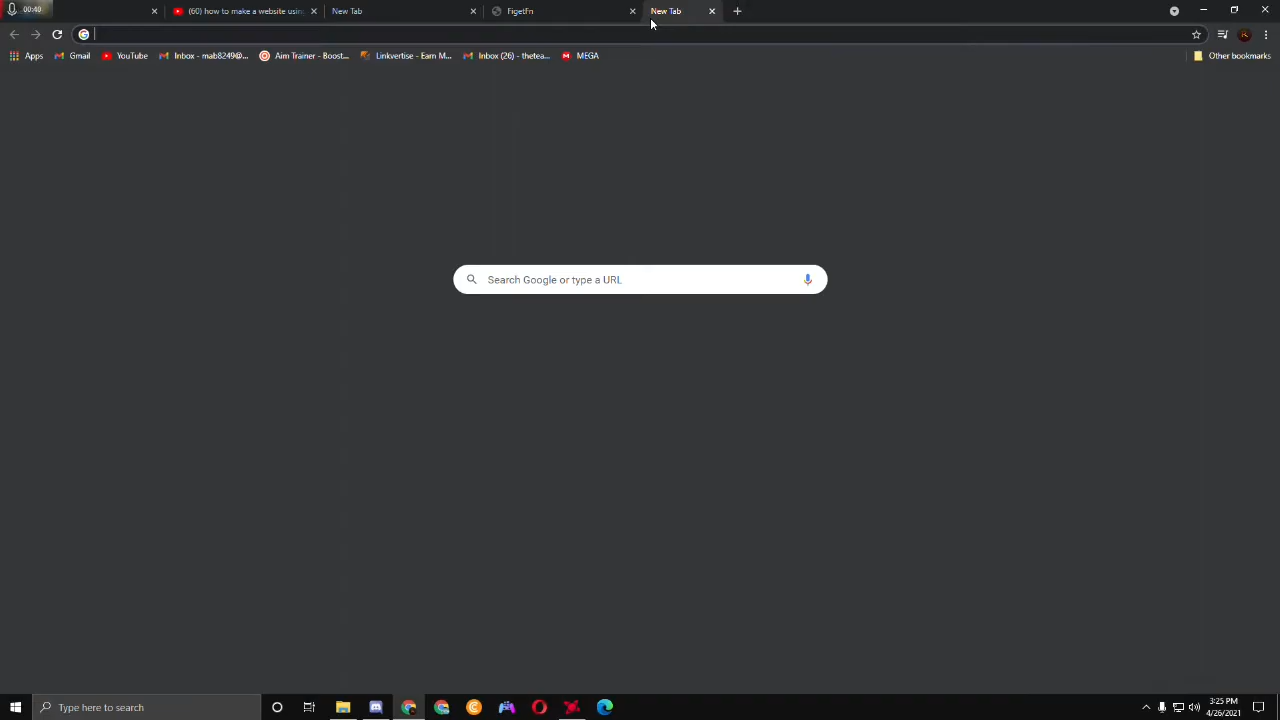 00:40
(60) how to make a website using
New Tab
FigetFn
New Tab
Apps
Gmail
YouTube
Inbox - mab8249@...
Aim Trainer - Boost...
Linkvertise - Earn M...
Inbox (26) - thetea...
MEGA
Other bookmarks
Search Google or type a URL
Type here to search
3:25 PM
4/26/2021